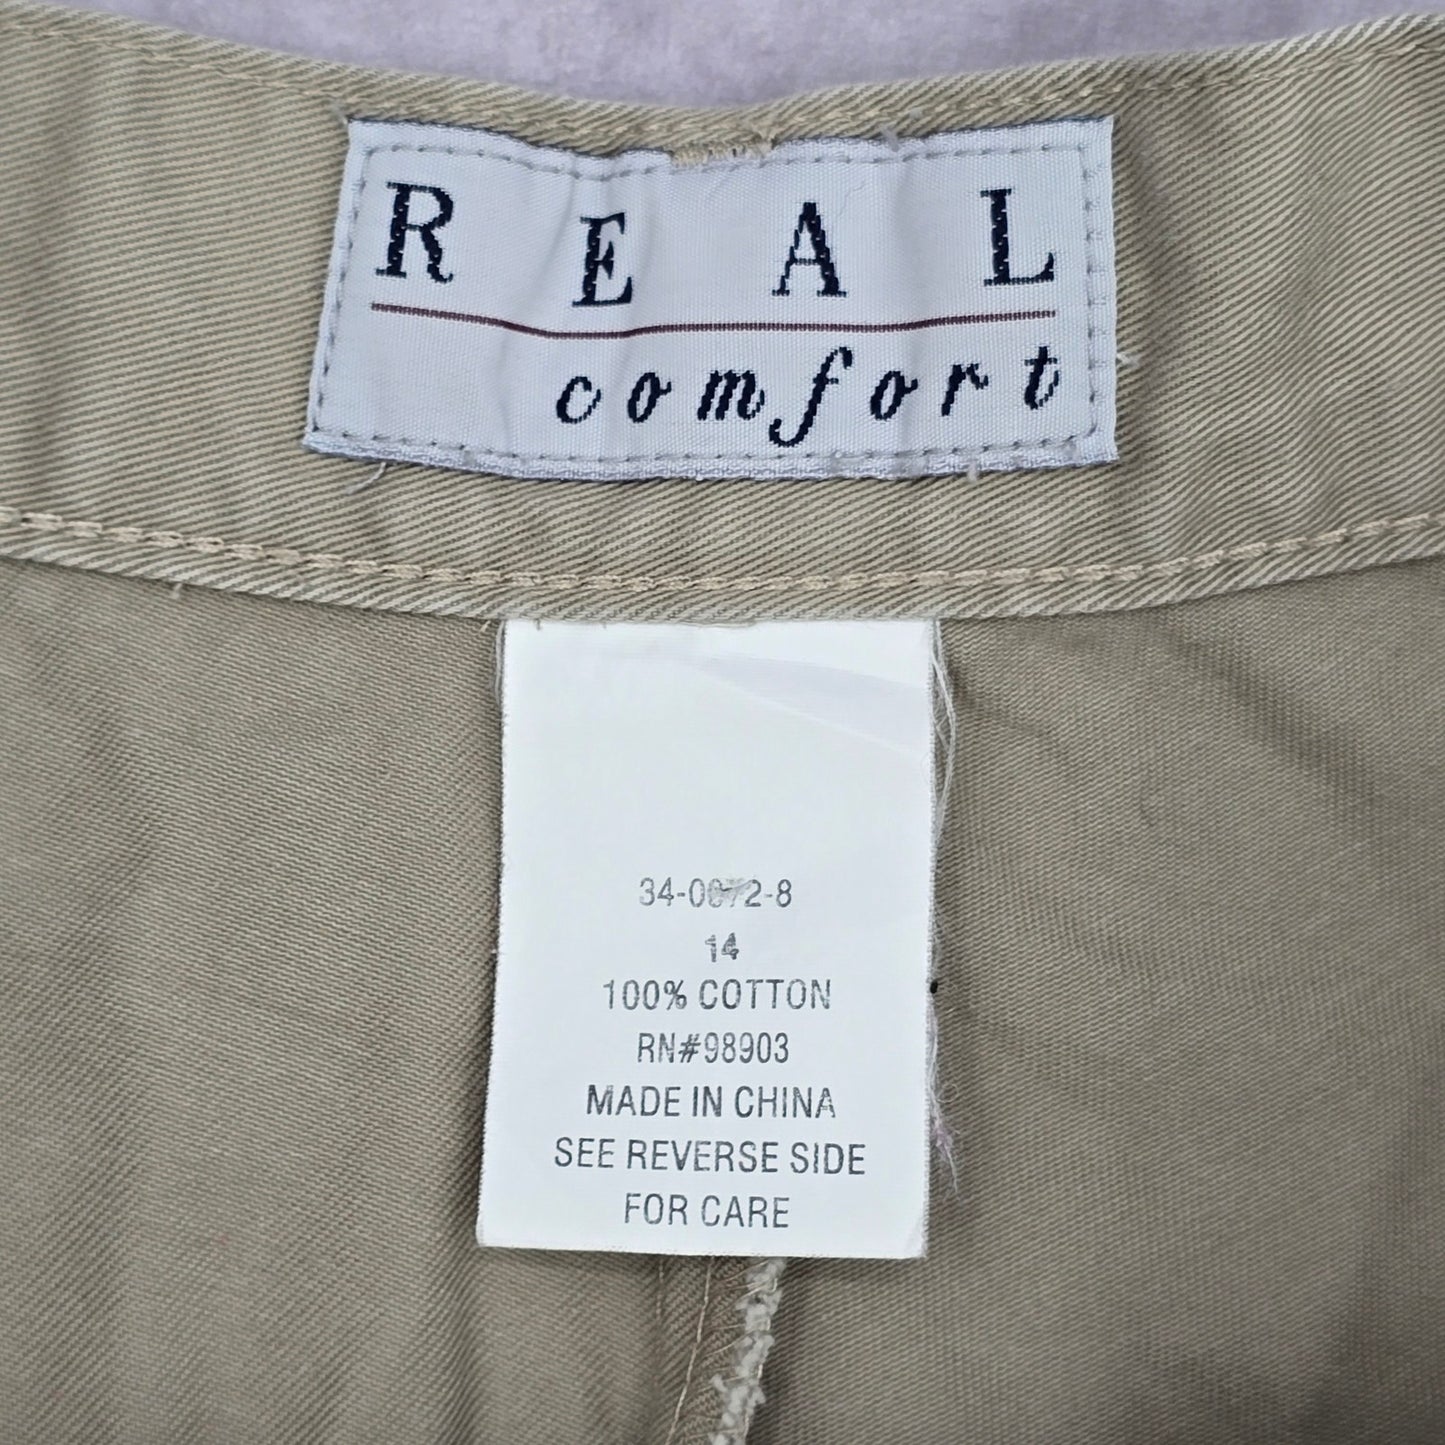 REAL
comfort
34-0072-8
14
100% COTTON
RN#98903
MADE IN CHINA
SEE REVERSE SIDE
FOR CARE